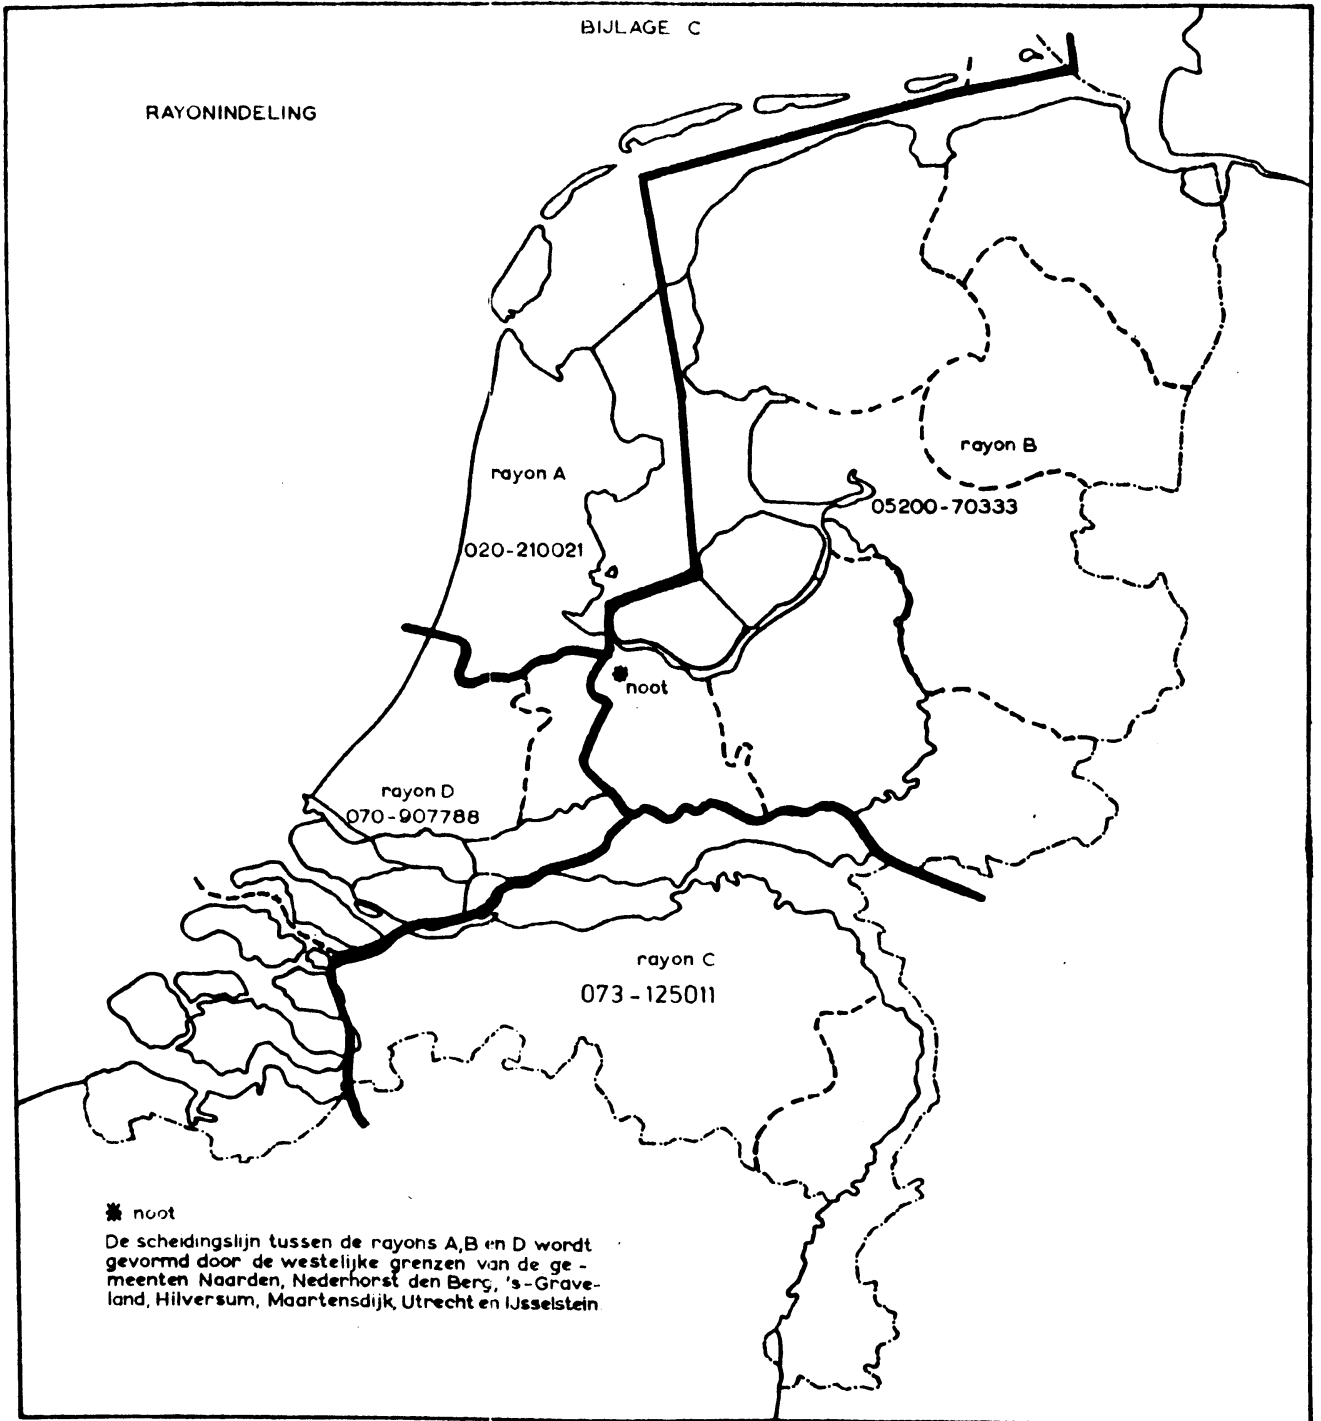 BIJLAGE C
RAYONINDELING
rayon B
rayon A
05200-70333
020-210021
noot
rayon D
070-907788
rayon C
073-125011
✱ noot
De scheidingslijn tussen de rayons A,B en D wordt
gevormd door de westelijke grenzen van de ge-
meenten Naarden, Nederhorst den Berg, 's-Grave-
land, Hilversum, Maartensdijk, Utrecht en IJsselstein